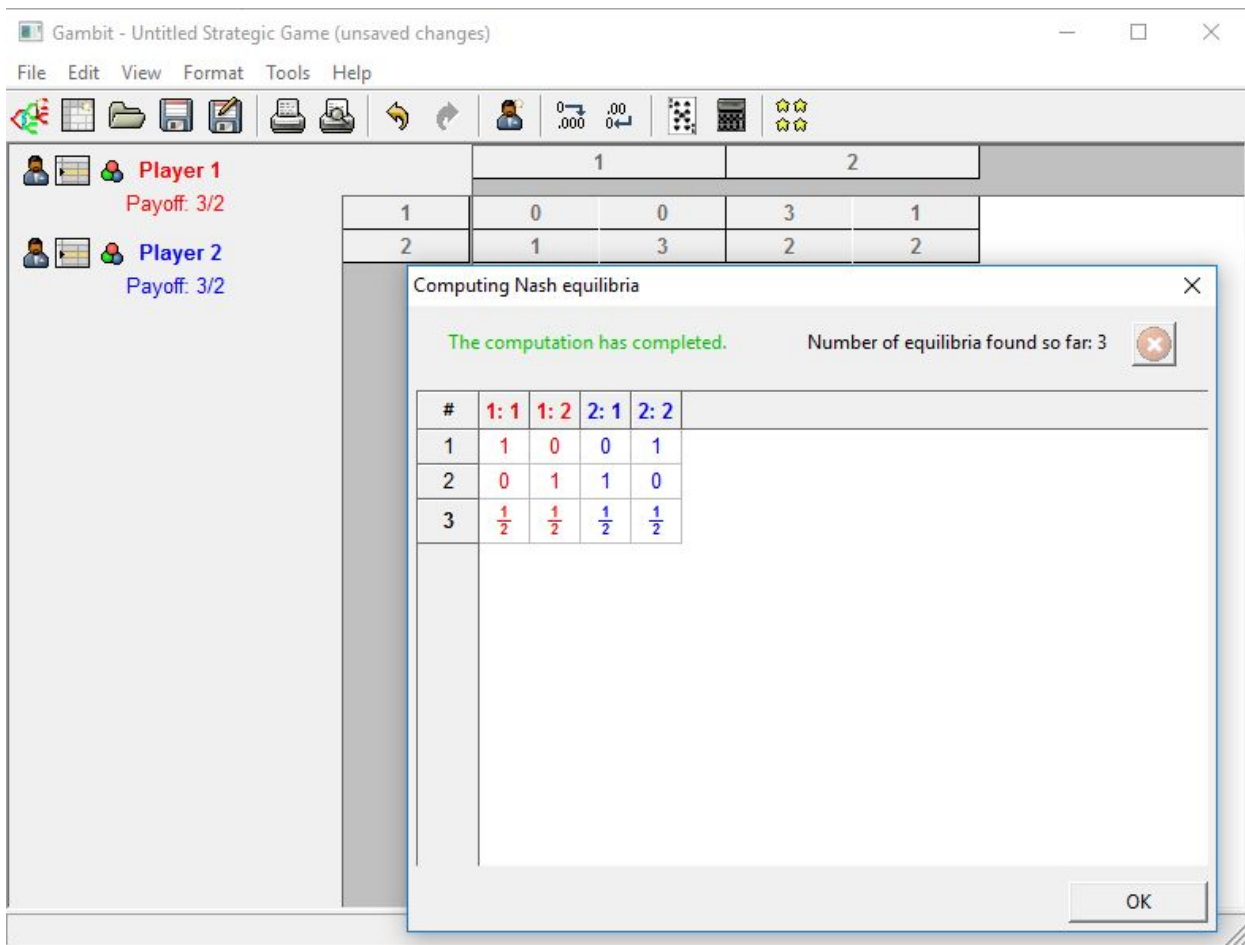 Gambit - Untitled Strategic Game (unsaved changes)
File Edit View Format Tools Help
0 .000 .00 0
Player 1
Payoff: 3/2
Player 2
Payoff: 3/2
1 2
1 0 0 3 1
2 1 3 2 2
Computing Nash equilibria
The computation has completed. Number of equilibria found so far: 3
# 1: 1 1: 2 2: 1 2: 2
1 1 0 0 1
2 0 1 1 0
3 1/2 1/2 1/2 1/2
OK